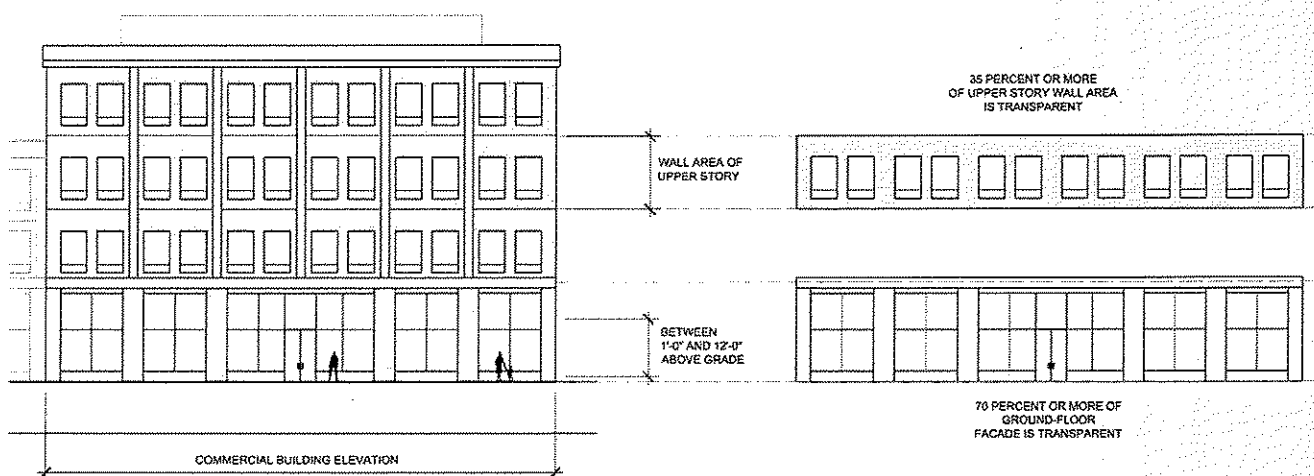 35 PERCENT OR MORE
OF UPPER STORY WALL AREA
IS TRANSPARENT
WALL AREA OF
UPPER STORY
BETWEEN
1'-0" AND 12'-0"
ABOVE GRADE
70 PERCENT OR MORE OF
GROUND-FLOOR
FACADE IS TRANSPARENT
COMMERCIAL BUILDING ELEVATION